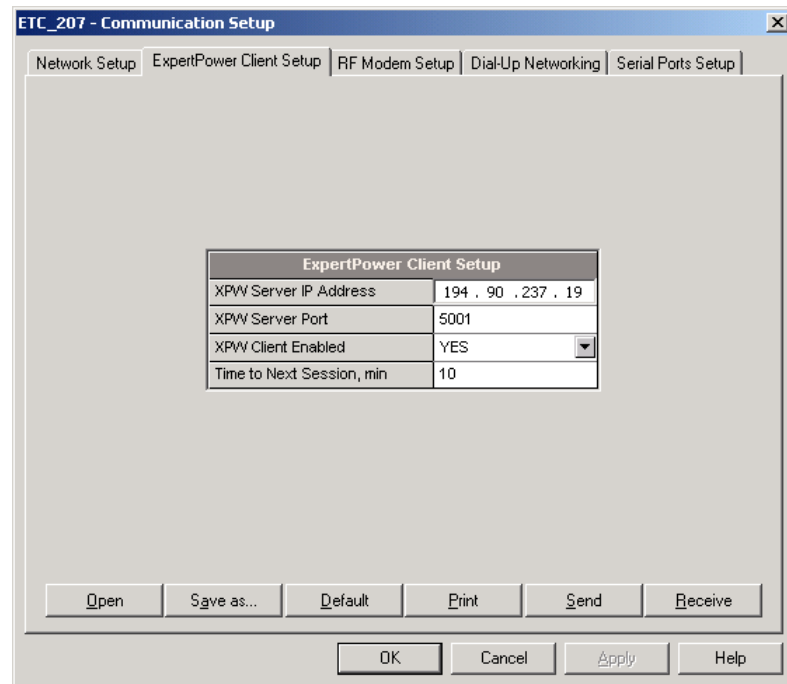 ETC_207 - Communication Setup
Network Setup ExpertPower Client Setup RF Modem Setup Dial-Up Networking Serial Ports Setup
ExpertPower Client Setup
XPW Server IP Address 194 . 90 . 237 . 19
XPW Server Port 5001
XPW Client Enabled YES
Time to Next Session, min 10
Open Save as... Default Print Send Receive
OK Cancel Apply Help